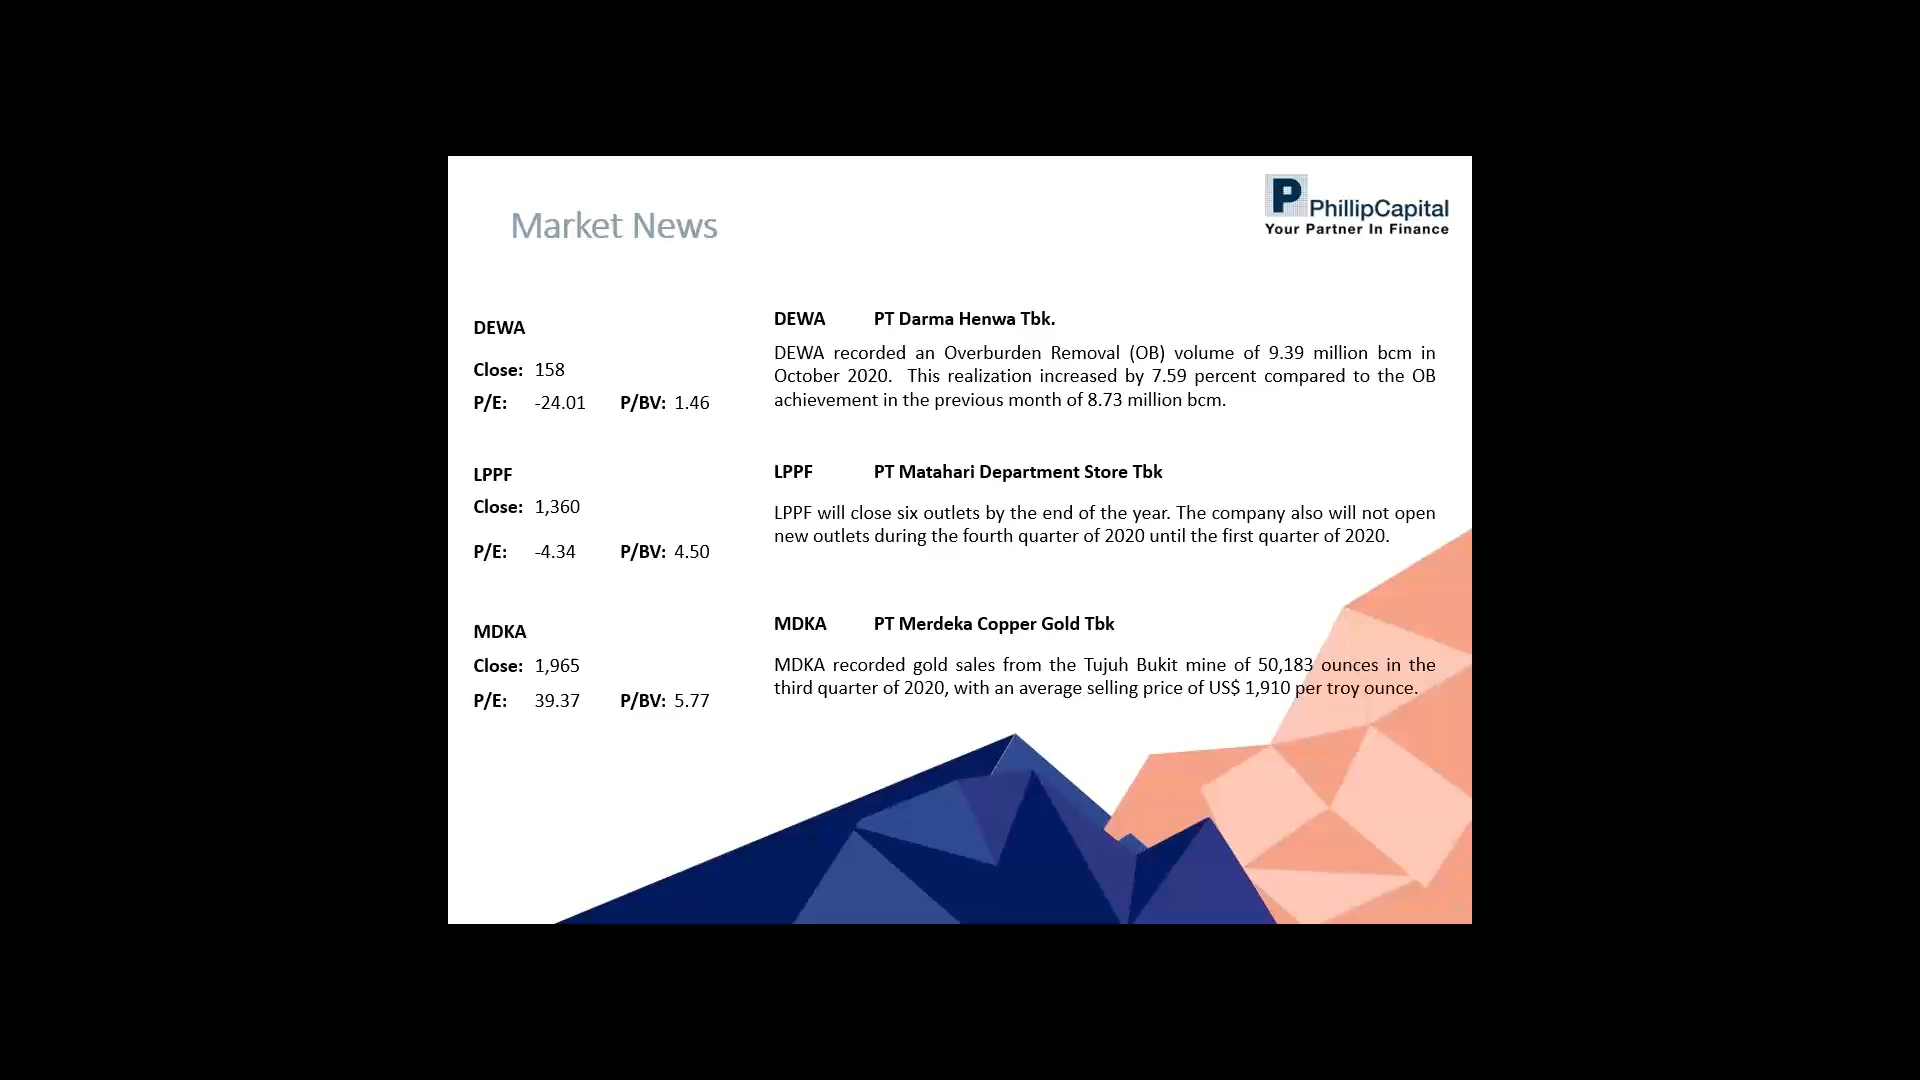 Market News
P PhillipCapital
Your Partner In Finance
DEWA
Close: 158
P/E: -24.01 P/BV: 1.46
LPPF
Close: 1,360
P/E: -4.34 P/BV: 4.50
MDKA
Close: 1,965
P/E: 39.37 P/BV: 5.77
DEWA PT Darma Henwa Tbk.
DEWA recorded an Overburden Removal (OB) volume of 9.39 million bcm in
October 2020. This realization increased by 7.59 percent compared to the OB
achievement in the previous month of 8.73 million bcm.
LPPF PT Matahari Department Store Tbk
LPPF will close six outlets by the end of the year. The company also will not open
new outlets during the fourth quarter of 2020 until the first quarter of 2020.
MDKA PT Merdeka Copper Gold Tbk
MDKA recorded gold sales from the Tujuh Bukit mine of 50,183 ounces in the
third quarter of 2020, with an average selling price of US$ 1,910 per troy ounce.